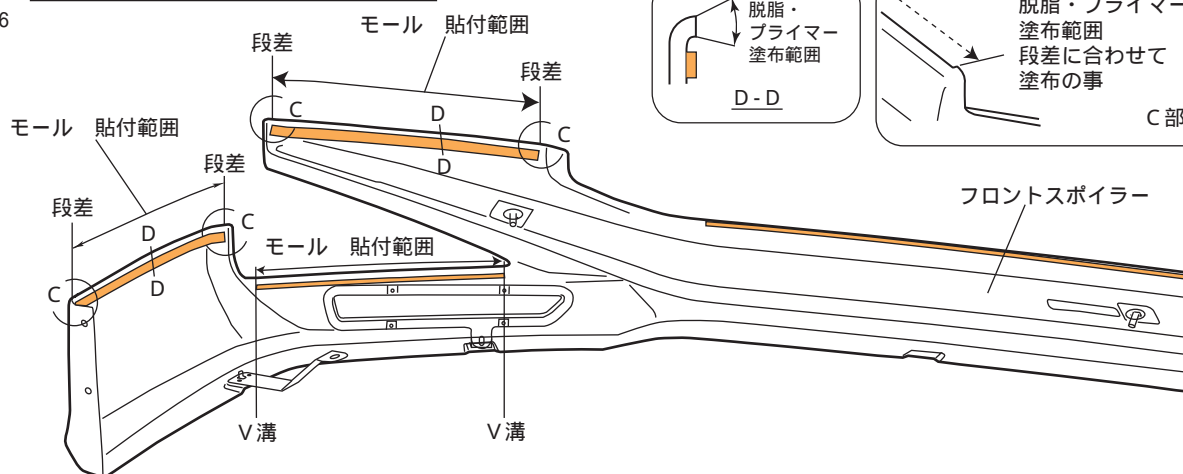 6
モール 貼付範囲
段差
段差
C
D
D
C
モール 貼付範囲
段差
段差
C
D
D
C
モール 貼付範囲
V溝
V溝
フロントスポイラー
脱脂・
プライマー
塗布範囲
D-D
脱脂・プライマー
塗布範囲
段差に合わせて
塗布の事
C部